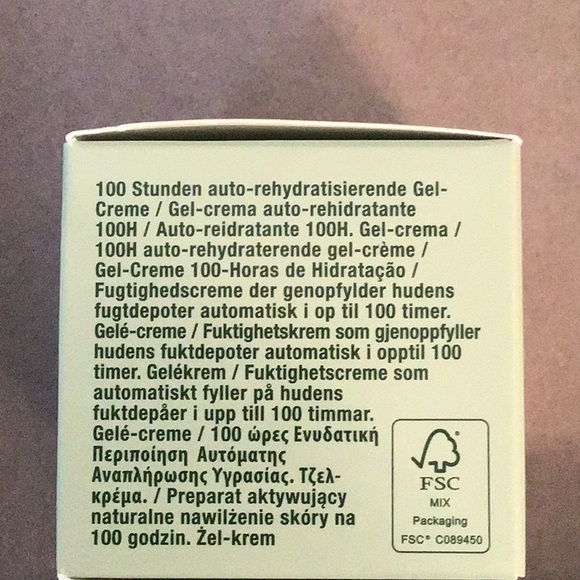 100 Stunden auto-rehydratisierende Gel-
Creme / Gel-crema auto-rehidratante
100H / Auto-reidratante 100H. Gel-crema /
100H auto-rehydraterende gel-crème /
Gel-Creme 100-Horas de Hidratação /
Fugtighedscreme der genopfylder hudens
fugtdepoter automatisk i op til 100 timer.
Gelé-creme / Fuktighetskrem som gjenoppfyller
hudens fuktdepoter automatisk i opptil 100
timer. Gelékrem / Fuktighetscreme som
automatiskt fyller på hudens
fuktdepåer i upp till 100 timmar.
Gelé-creme / 100 ώρες Ενυδατική
Περιποίηση Αυτόματης
Αναπλήρωσης Υγρασίας. Τζελ-
κρέμα. / Preparat aktywujący
naturalne nawilżenie skóry na
100 godzin. Żel-krem
FSC
MIX
Packaging
FSC® C089450